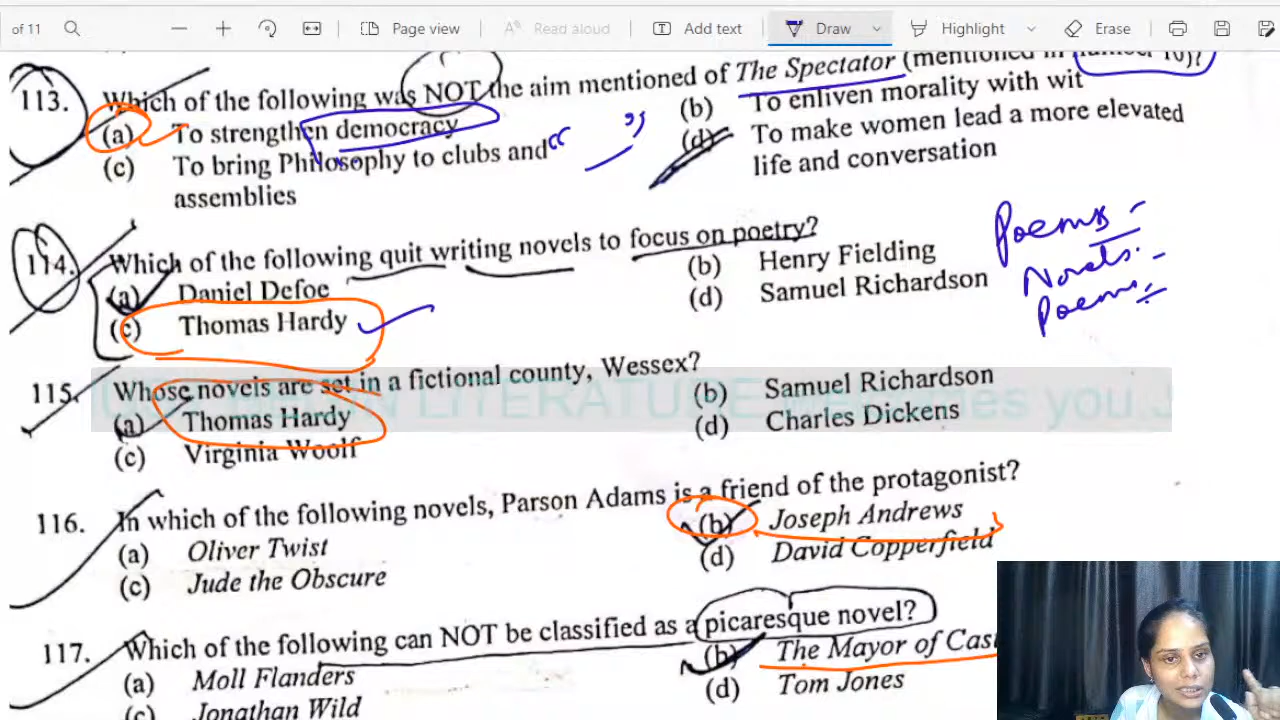 of 11 Page view Read aloud Add text Draw Highlight Erase
113. Which of the following was NOT the aim mentioned of The Spectator (mentioned in number 10)?
(a) To strengthen democracy (b) To enliven morality with wit
(c) To bring Philosophy to clubs and (d) To make women lead a more elevated
assemblies life and conversation
Poems
Novels
Poems
114. Which of the following quit writing novels to focus on poetry?
(a) Daniel Defoe (b) Henry Fielding
(c) Thomas Hardy (d) Samuel Richardson
115. Whose novels are set in a fictional county, Wessex?
(a) Thomas Hardy (b) Samuel Richardson
(c) Virginia Woolf (d) Charles Dickens
LITERATURE welcomes you
116. In which of the following novels, Parson Adams is a friend of the protagonist?
(a) Oliver Twist (b) Joseph Andrews
(c) Jude the Obscure (d) David Copperfield
117. Which of the following can NOT be classified as a picaresque novel?
(a) Moll Flanders (b) The Mayor of Cast
(c) Jonathan Wild (d) Tom Jones